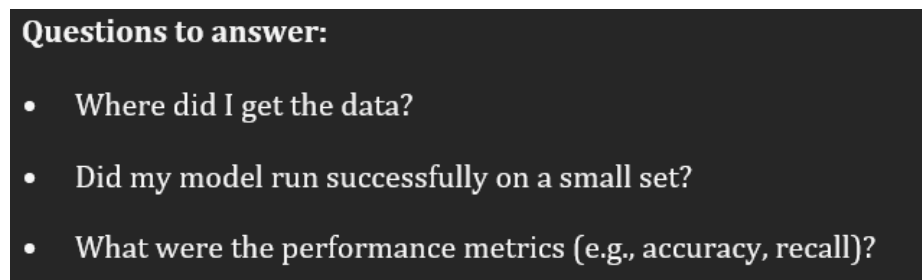 Questions to answer:
• Where did I get the data?
• Did my model run successfully on a small set?
• What were the performance metrics (e.g., accuracy, recall)?